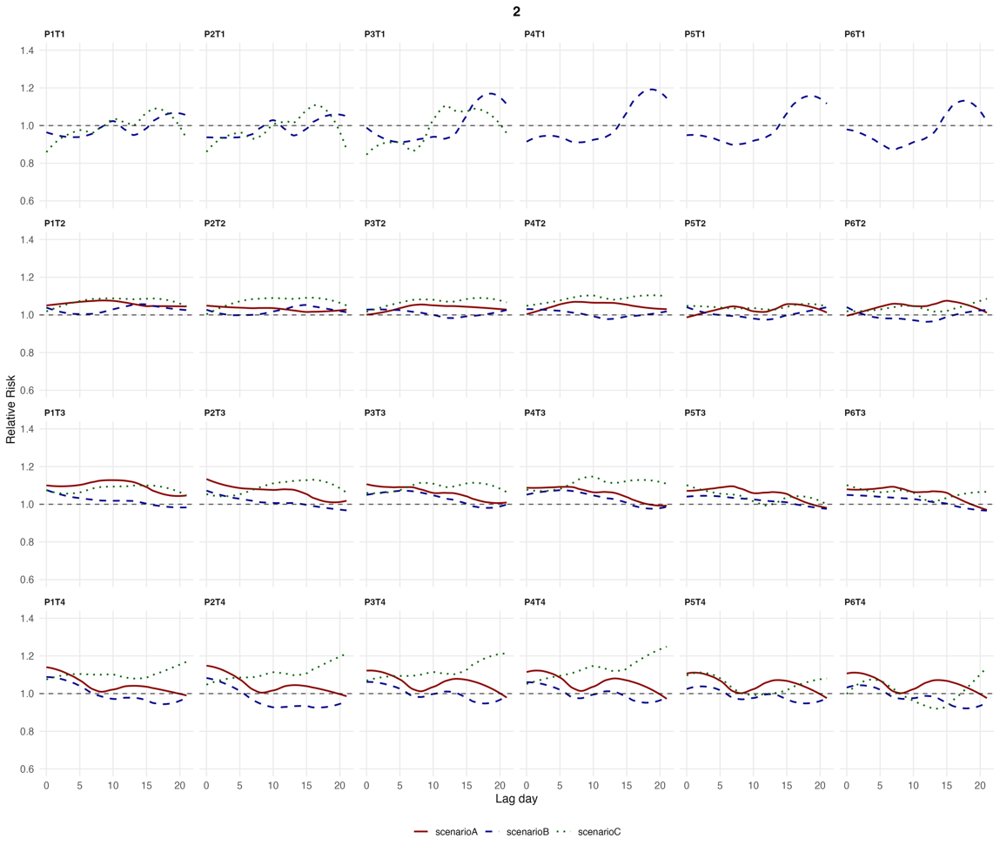 2
P1T1 P2T1 P3T1 P4T1 P5T1 P6T1
1.4
1.2
1.0
0.8
0.6
P1T2 P2T2 P3T2 P4T2 P5T2 P6T2
1.4
1.2
1.0
0.8
0.6
Relative Risk
P1T3 P2T3 P3T3 P4T3 P5T3 P6T3
1.4
1.2
1.0
0.8
0.6
P1T4 P2T4 P3T4 P4T4 P5T4 P6T4
1.4
1.2
1.0
0.8
0.6
0 5 10 15 20 0 5 10 15 20 0 5 10 15 20 0 5 10 15 20 0 5 10 15 20 0 5 10 15 20
Lag day
scenarioA scenarioB scenarioC